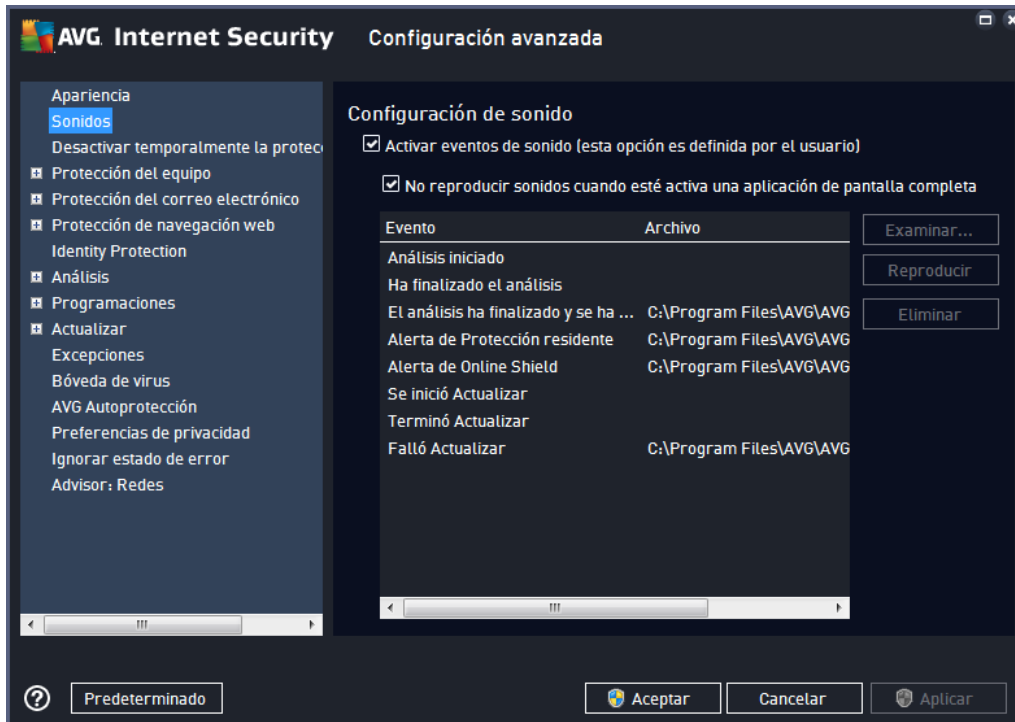 AVG. Internet Security Configuración avanzada
Apariencia
Sonidos
Desactivar temporalmente la protec
Protección del equipo
Protección del correo electrónico
Protección de navegación web
Identity Protection
Análisis
Programaciones
Actualizar
Excepciones
Bóveda de virus
AVG Autoprotección
Preferencias de privacidad
Ignorar estado de error
Advisor: Redes
Configuración de sonido
Activar eventos de sonido (esta opción es definida por el usuario)
No reproducir sonidos cuando esté activa una aplicación de pantalla completa
Evento Archivo
Análisis iniciado
Ha finalizado el análisis
El análisis ha finalizado y se ha ... C:\Program Files\AVG\AVG
Alerta de Protección residente C:\Program Files\AVG\AVG
Alerta de Online Shield C:\Program Files\AVG\AVG
Se inició Actualizar
Terminó Actualizar
Falló Actualizar C:\Program Files\AVG\AVG
Examinar...
Reproducir
Eliminar
Predeterminado
Aceptar
Cancelar
Aplicar